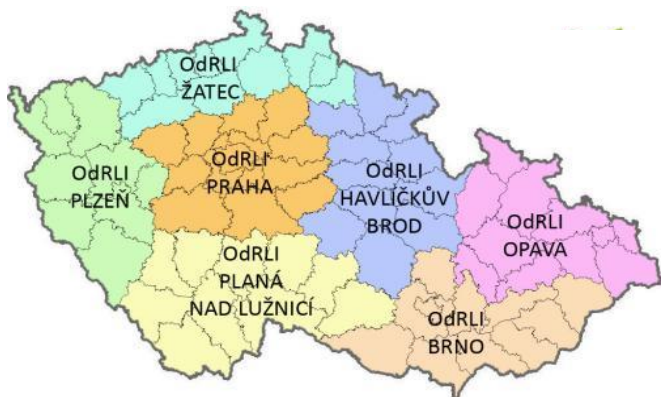 OdRLI
ŽATEC
OdRLI
PLZEŇ
OdRLI
PRAHA
OdRLI
HAVLÍČKŮV
BROD
OdRLI
OPAVA
OdRLI
PLANÁ
NAD LUŽNICÍ
OdRLI
BRNO